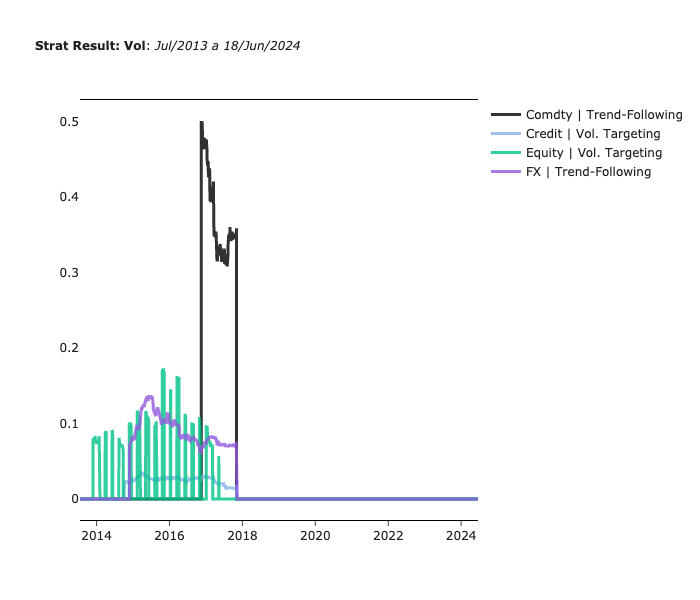 Strat Result: Vol: Jul/2013 a 18/Jun/2024
0.5
0.4
0.3
0.2
0.1
0
2014 2016 2018 2020 2022 2024
Comdty | Trend-Following
Credit | Vol. Targeting
Equity | Vol. Targeting
FX | Trend-Following